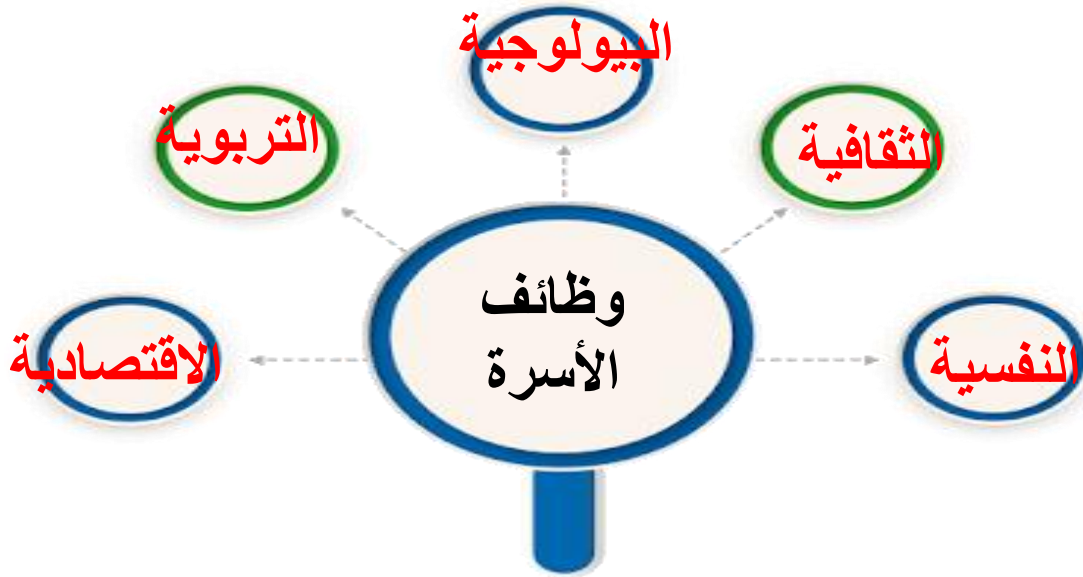 البيولوجية
الثقافية
التربوية
وظائف
الأسرة
النفسية
الاقتصادية